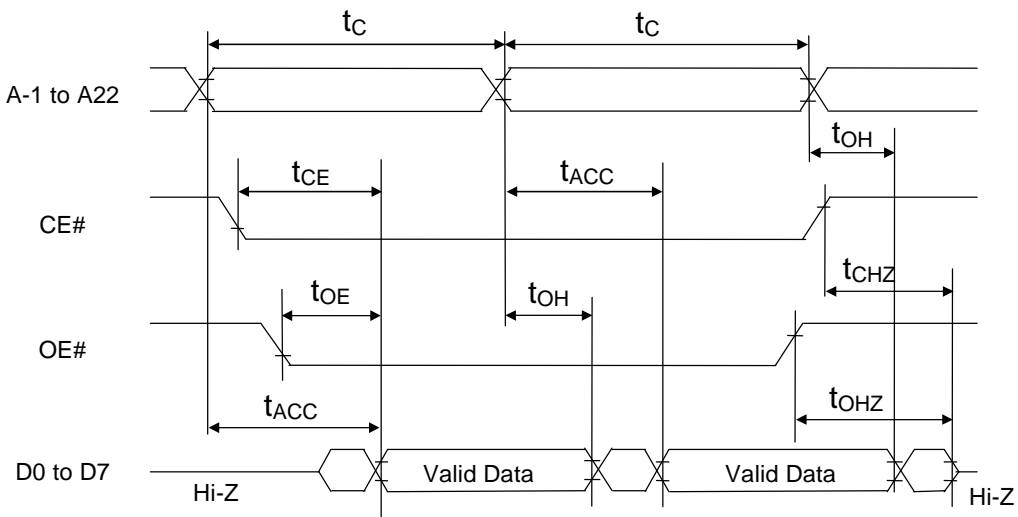 tC tC
A-1 to A22
tOH
tCE tACC
CE#
tCHZ
tOE tOH
OE#
tACC tOHZ
D0 to D7 Valid Data Valid Data
Hi-Z Hi-Z